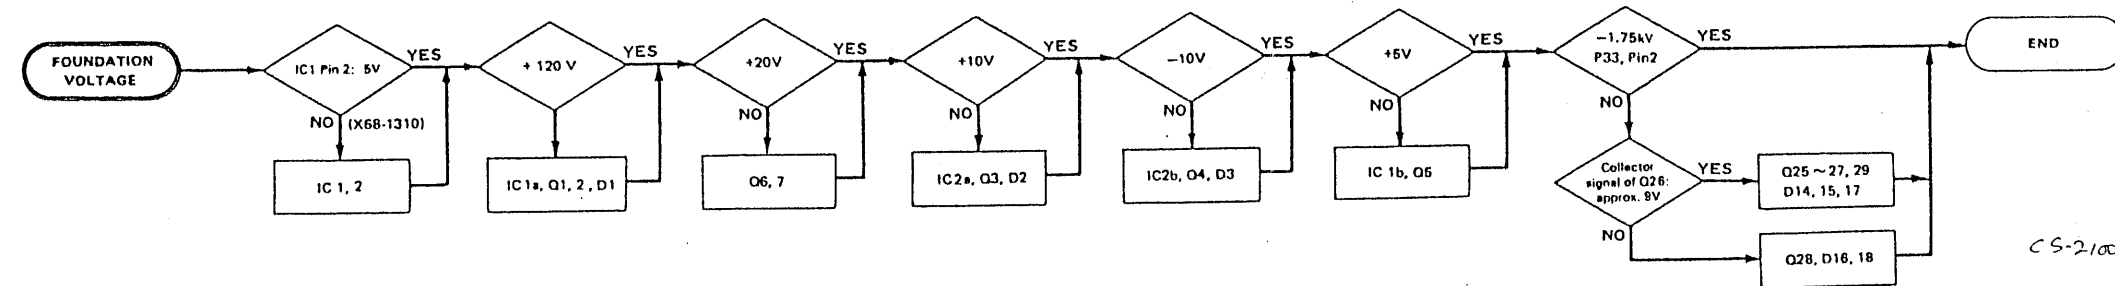 FOUNDATION
VOLTAGE
IC1 Pin 2: 5V
YES
NO
(X68-1310)
IC 1, 2
+ 120 V
YES
IC1a, Q1, 2, D1
+20V
YES
NO
Q6, 7
+10V
YES
NO
IC2a, Q3, D2
−10V
YES
NO
IC2b, Q4, D3
+5V
YES
NO
IC 1b, Q5
−1.75kV
P33, Pin2
YES
NO
Collector
signal of Q26:
approx. 9V
YES
Q25 ~ 27, 29
D14, 15, 17
NO
Q28, D16, 18
END
CS-2100